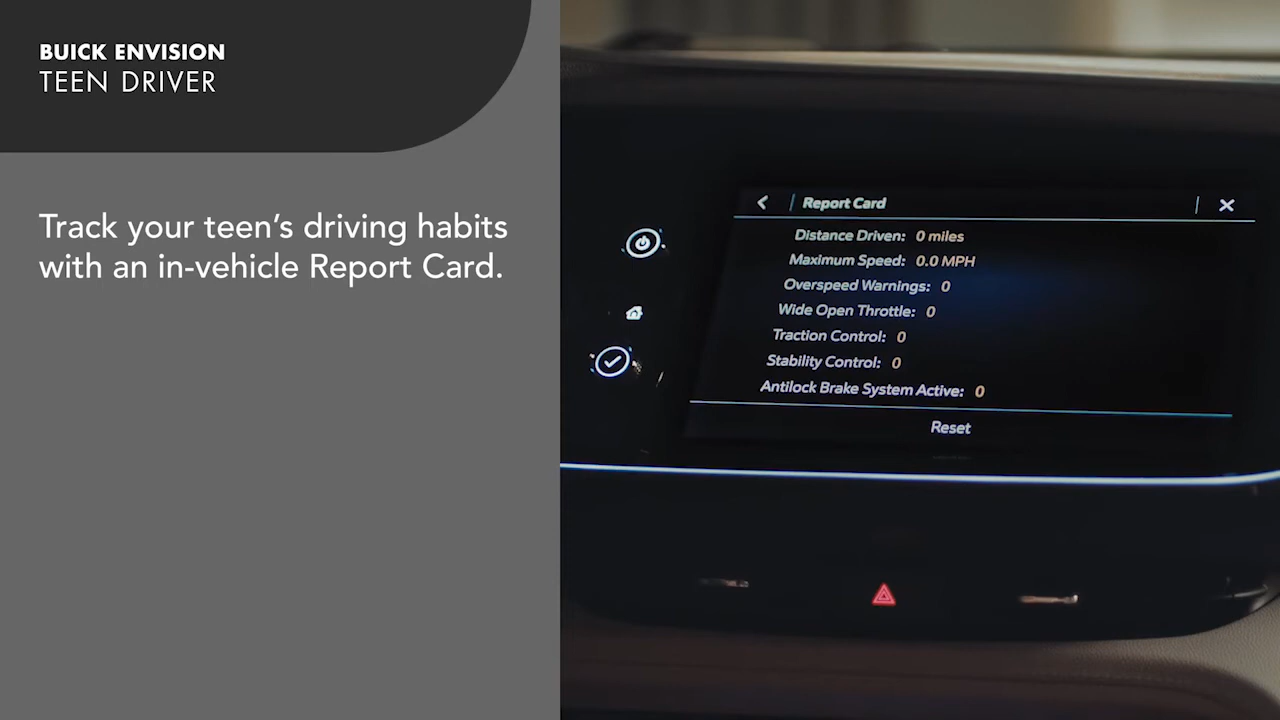 BUICK ENVISION
TEEN DRIVER
Track your teen's driving habits
with an in-vehicle Report Card.
Report Card
Distance Driven: 0 miles
Maximum Speed: 0.0 MPH
Overspeed Warnings: 0
Wide Open Throttle: 0
Traction Control: 0
Stability Control: 0
Antilock Brake System Active: 0
Reset